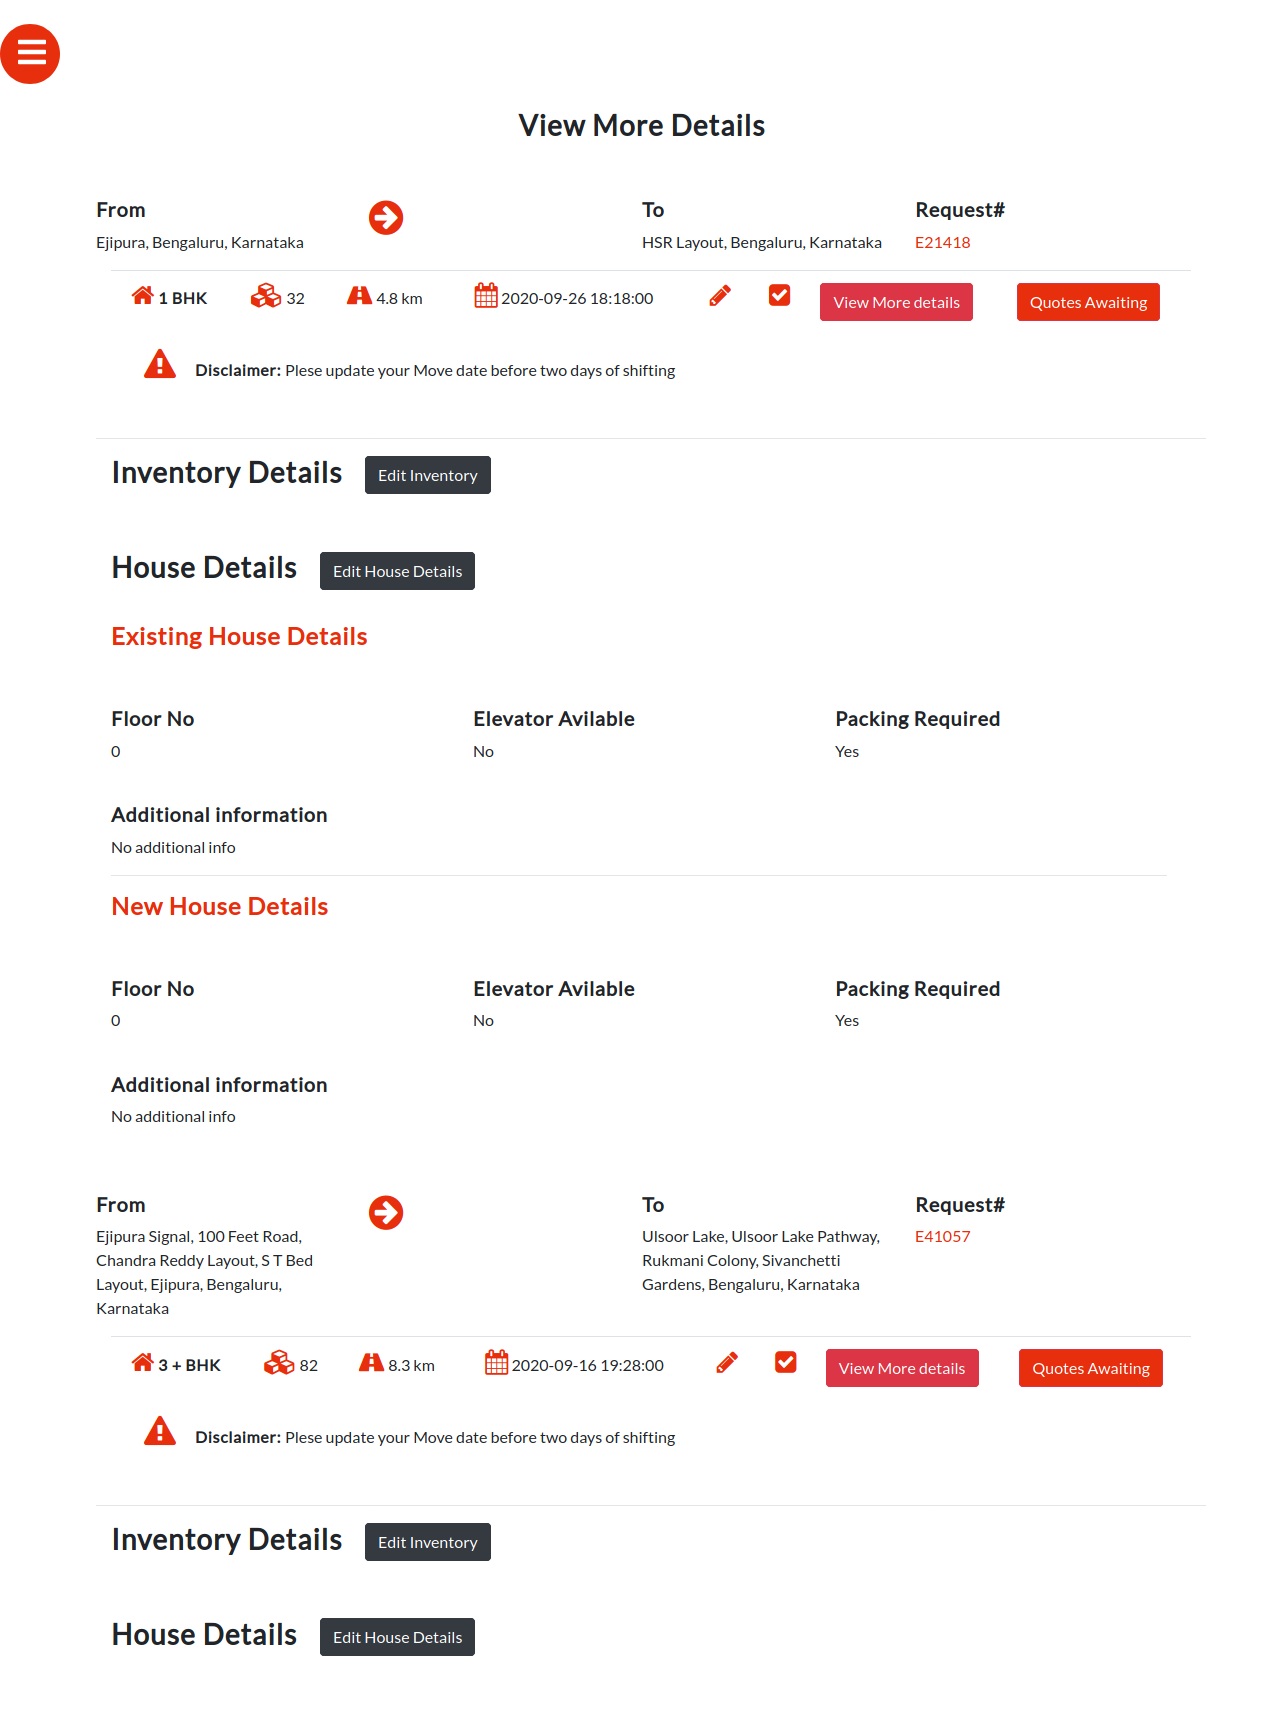 View More Details
From
To
Request#
Ejipura, Bengaluru, Karnataka
HSR Layout, Bengaluru, Karnataka
E21418
1 BHK
32
4.8 km
2020-09-26 18:18:00
View More details
Quotes Awaiting
Disclaimer: Plese update your Move date before two days of shifting
Inventory Details
Edit Inventory
House Details
Edit House Details
Existing House Details
Floor No
Elevator Avilable
Packing Required
0
No
Yes
Additional information
No additional info
New House Details
Floor No
Elevator Avilable
Packing Required
0
No
Yes
Additional information
No additional info
From
To
Request#
Ejipura Signal, 100 Feet Road,
Chandra Reddy Layout, S T Bed
Layout, Ejipura, Bengaluru,
Karnataka
Ulsoor Lake, Ulsoor Lake Pathway,
Rukmani Colony, Sivanchetti
Gardens, Bengaluru, Karnataka
E41057
3 + BHK
82
8.3 km
2020-09-16 19:28:00
View More details
Quotes Awaiting
Disclaimer: Plese update your Move date before two days of shifting
Inventory Details
Edit Inventory
House Details
Edit House Details